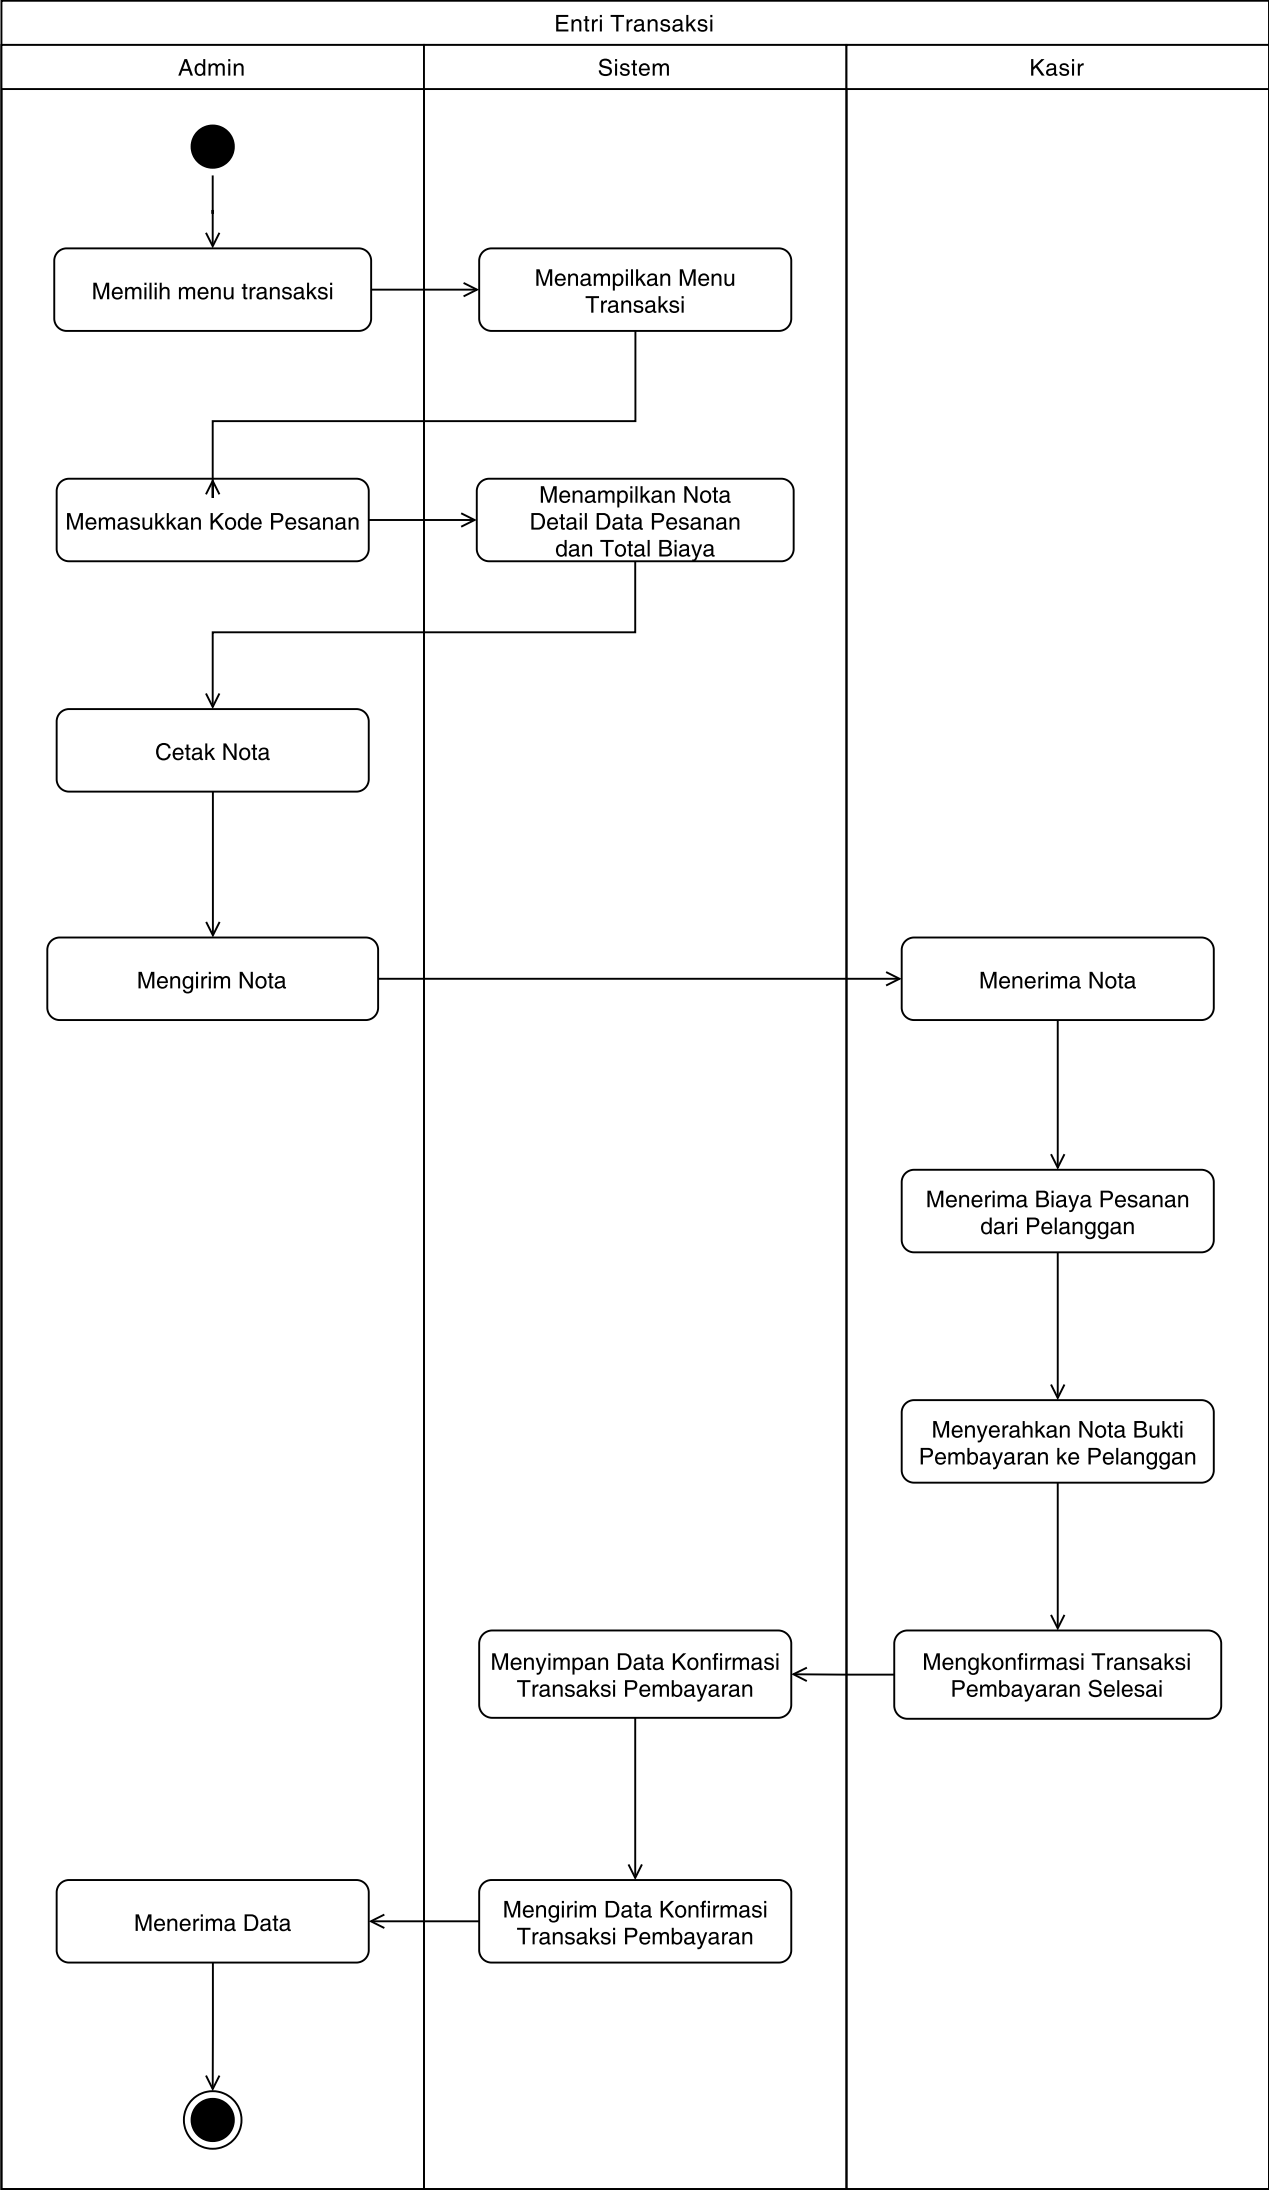 Entri Transaksi
Admin
Sistem
Kasir
Memilih menu transaksi
Menampilkan Menu
Transaksi
Memasukkan Kode Pesanan
Menampilkan Nota
Detail Data Pesanan
dan Total Biaya
Cetak Nota
Mengirim Nota
Menerima Nota
Menerima Biaya Pesanan
dari Pelanggan
Menyerahkan Nota Bukti
Pembayaran ke Pelanggan
Mengkonfirmasi Transaksi
Pembayaran Selesai
Menyimpan Data Konfirmasi
Transaksi Pembayaran
Mengirim Data Konfirmasi
Transaksi Pembayaran
Menerima Data